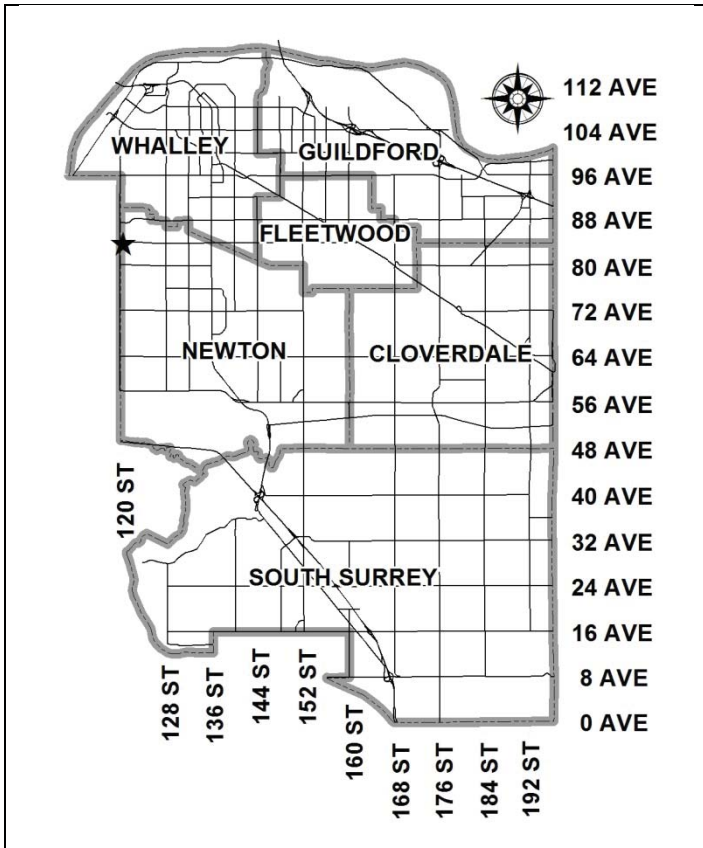 112 AVE
104 AVE
WHALLEY
GUILDFORD
96 AVE
88 AVE
FLEETWOOD
80 AVE
72 AVE
NEWTON
CLOVERDALE
64 AVE
56 AVE
48 AVE
120 ST
40 AVE
32 AVE
SOUTH SURREY
24 AVE
16 AVE
128 ST
136 ST
144 ST
152 ST
160 ST
8 AVE
0 AVE
168 ST
176 ST
184 ST
192 ST